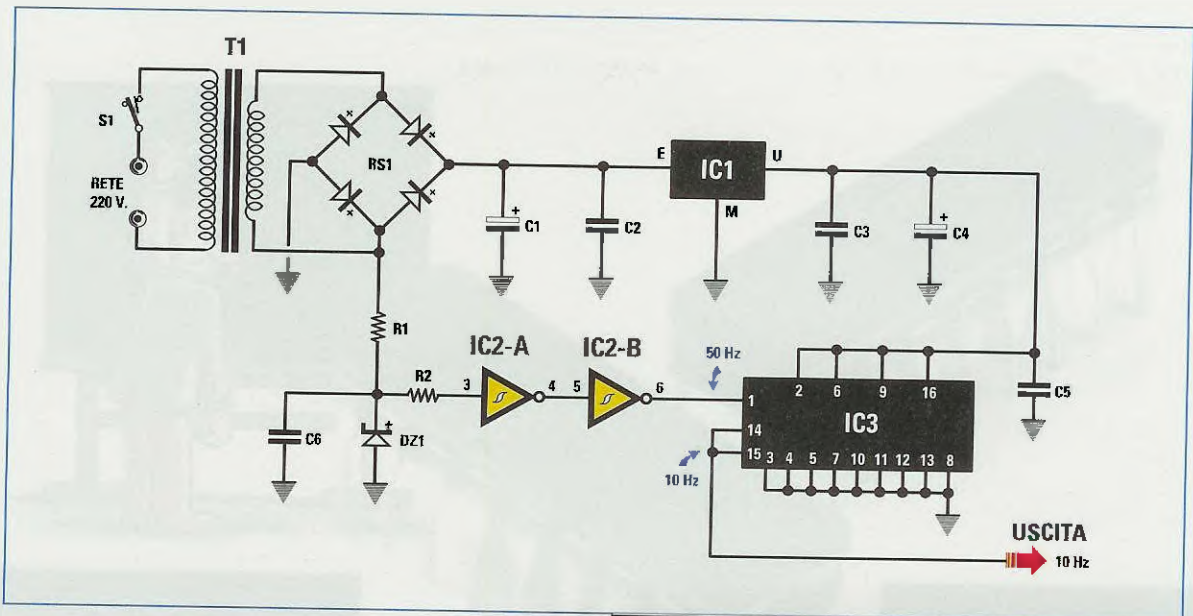 T1
S1
RETE
220 V.
RS1
E
IC1
U
M
+
C1
C2
C3
+
C4
R1
IC2-A
IC2-B
50 Hz
R2
3
4
5
6
2 6 9 16
1
IC3
C5
C6
+
DZ1
14
15
3 4 5 7 10 11 12 13 8
10 Hz
USCITA
10 Hz